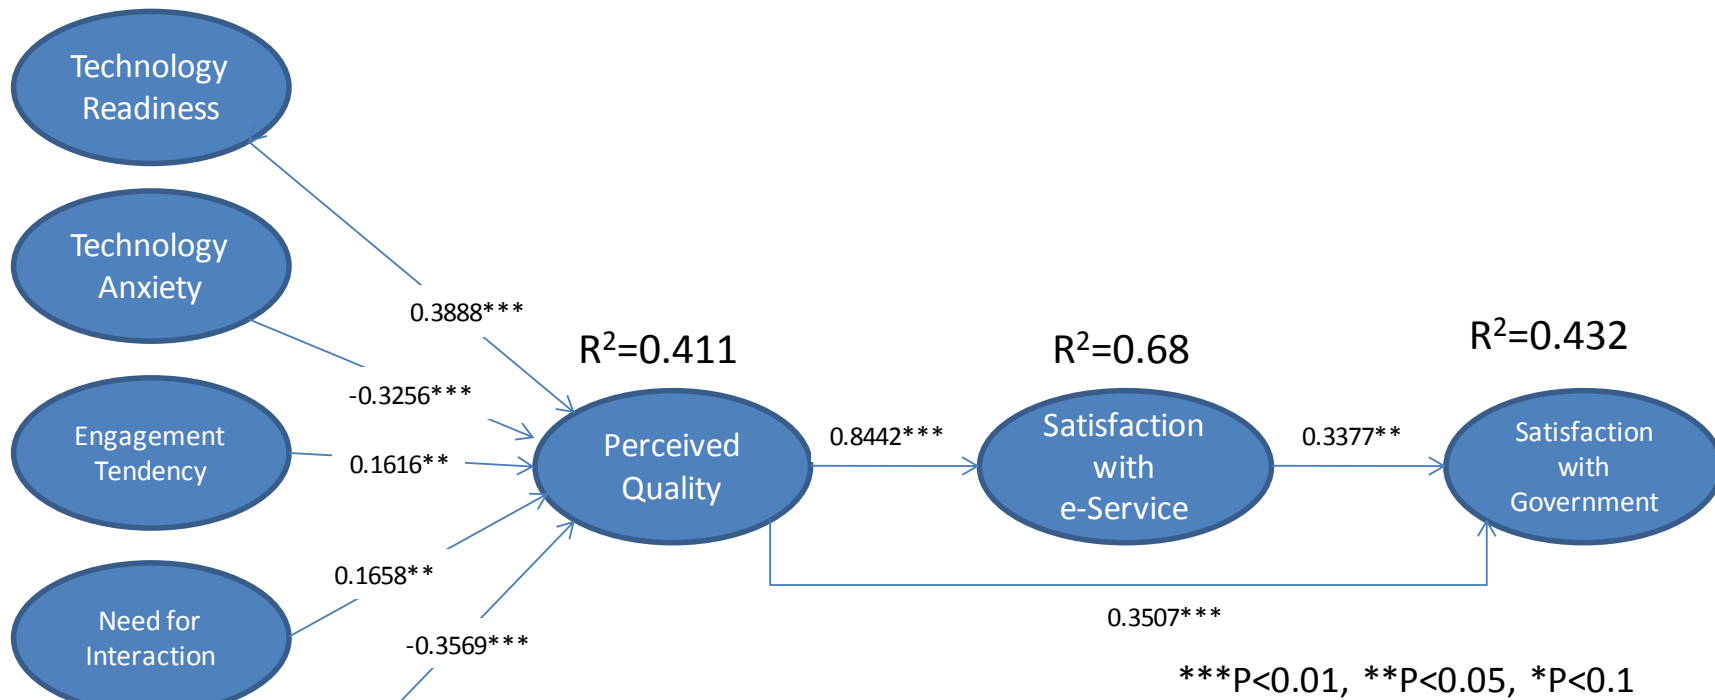 Technology
Readiness
Technology
Anxiety
0.3888***
R²=0.411
R²=0.68
R²=0.432
-0.3256***
Engagement
Tendency
0.1616**
Perceived
Quality
0.8442***
Satisfaction
with
e-Service
0.3377**
Satisfaction
with
Government
0.1658**
Need for
Interaction
-0.3569***
0.3507***
***P<0.01, **P<0.05, *P<0.1